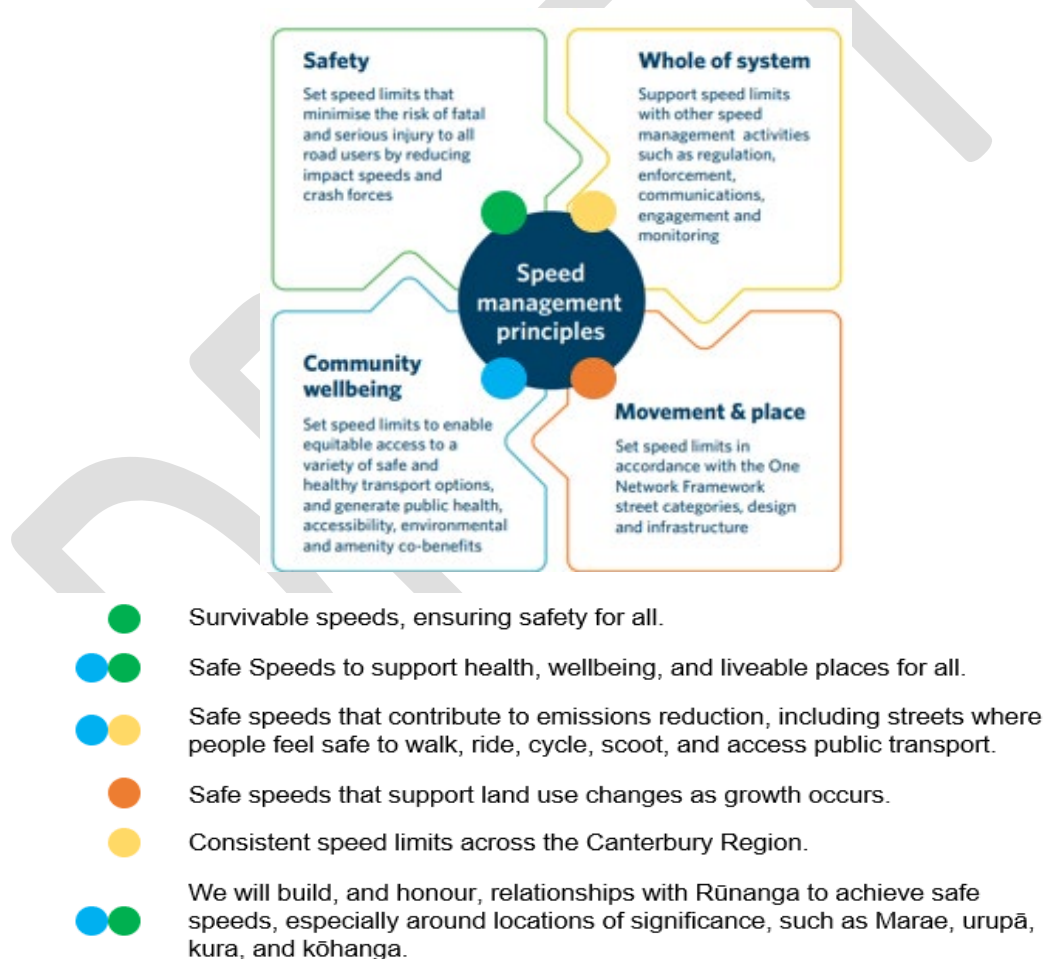 Safety
Set speed limits that
minimise the risk of fatal
and serious injury to all
road users by reducing
impact speeds and
crash forces
Whole of system
Support speed limits
with other speed
management activities
such as regulation,
enforcement,
communications,
engagement and
monitoring
Speed
management
principles
Community
wellbeing
Set speed limits to enable
equitable access to a
variety of safe and
healthy transport options,
and generate public health,
accessibility, environmental
and amenity co-benefits
Movement & place
Set speed limits in
accordance with the One
Network Framework
street categories, design
and infrastructure
Survivable speeds, ensuring safety for all.
Safe Speeds to support health, wellbeing, and liveable places for all.
Safe speeds that contribute to emissions reduction, including streets where
people feel safe to walk, ride, cycle, scoot, and access public transport.
Safe speeds that support land use changes as growth occurs.
Consistent speed limits across the Canterbury Region.
We will build, and honour, relationships with Rūnanga to achieve safe
speeds, especially around locations of significance, such as Marae, urupā,
kura, and kōhanga.